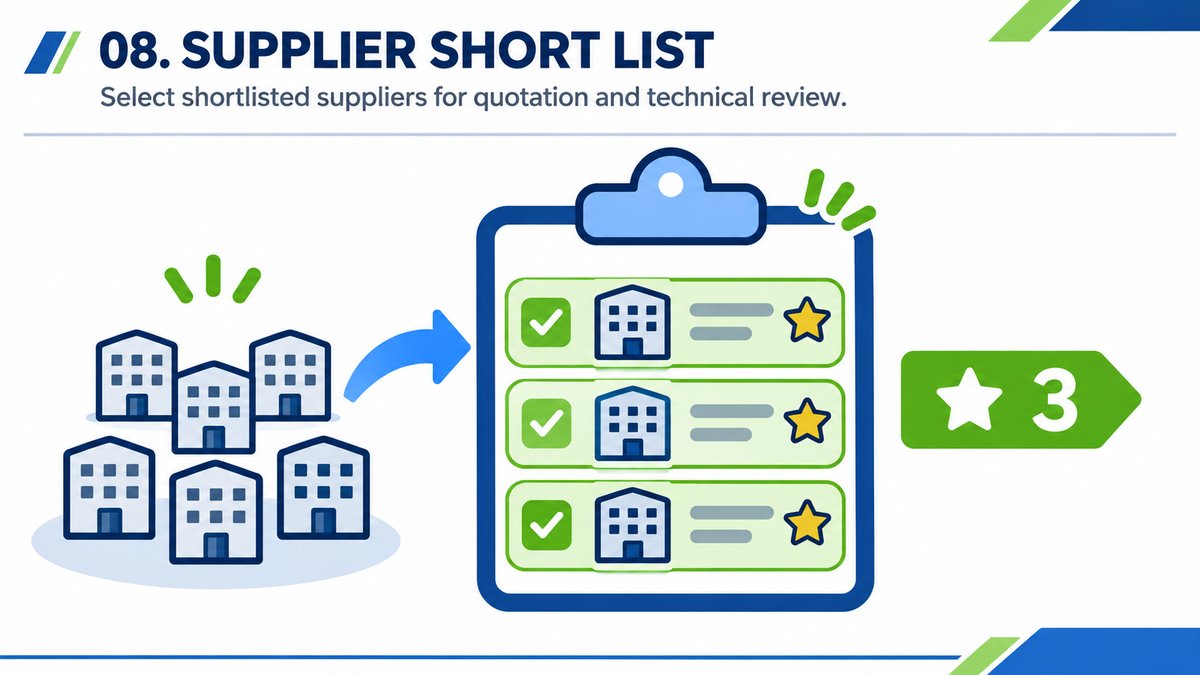 08. SUPPLIER SHORT LIST
Select shortlisted suppliers for quotation and technical review.
3